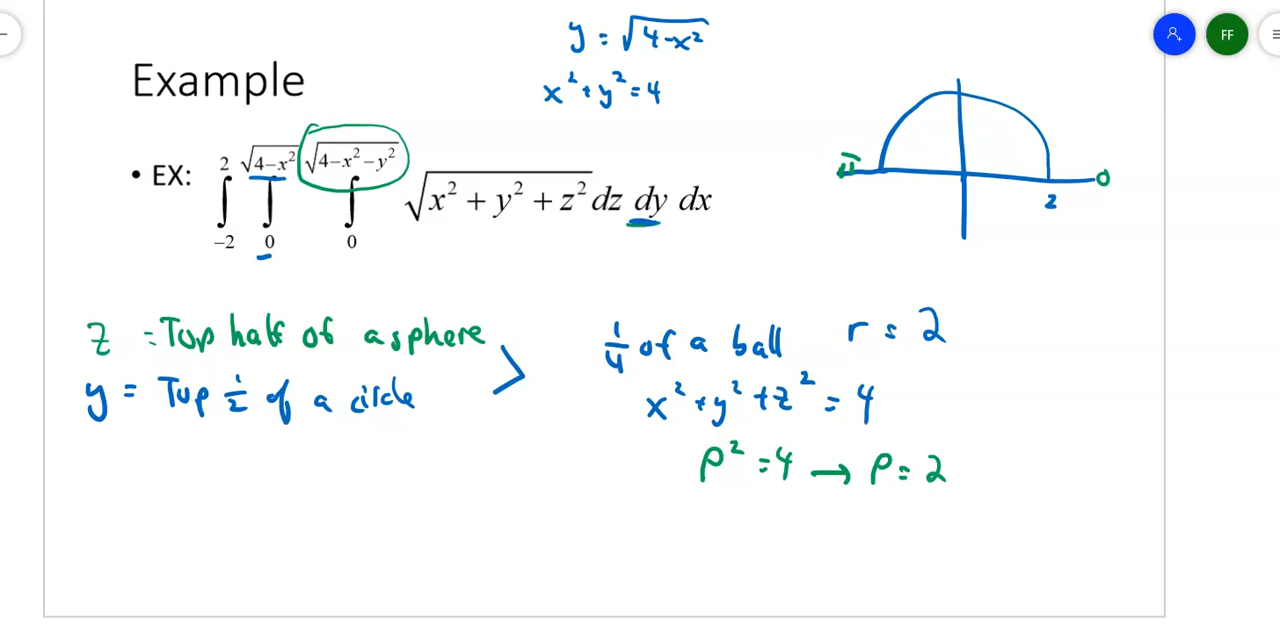 y = √4-x²
x² + y² = 4
FF
Example
• EX: ∫_{-2}^{2} ∫_{0}^{√4−x²} ∫_{0}^{√4−x²−y²} √x² + y² + z² dz dy dx
π
0
2
z = Top half of a sphere
y = Top ½ of a circle
>
¼ of a ball r = 2
x² + y² + z² = 4
ρ² = 4 → ρ = 2